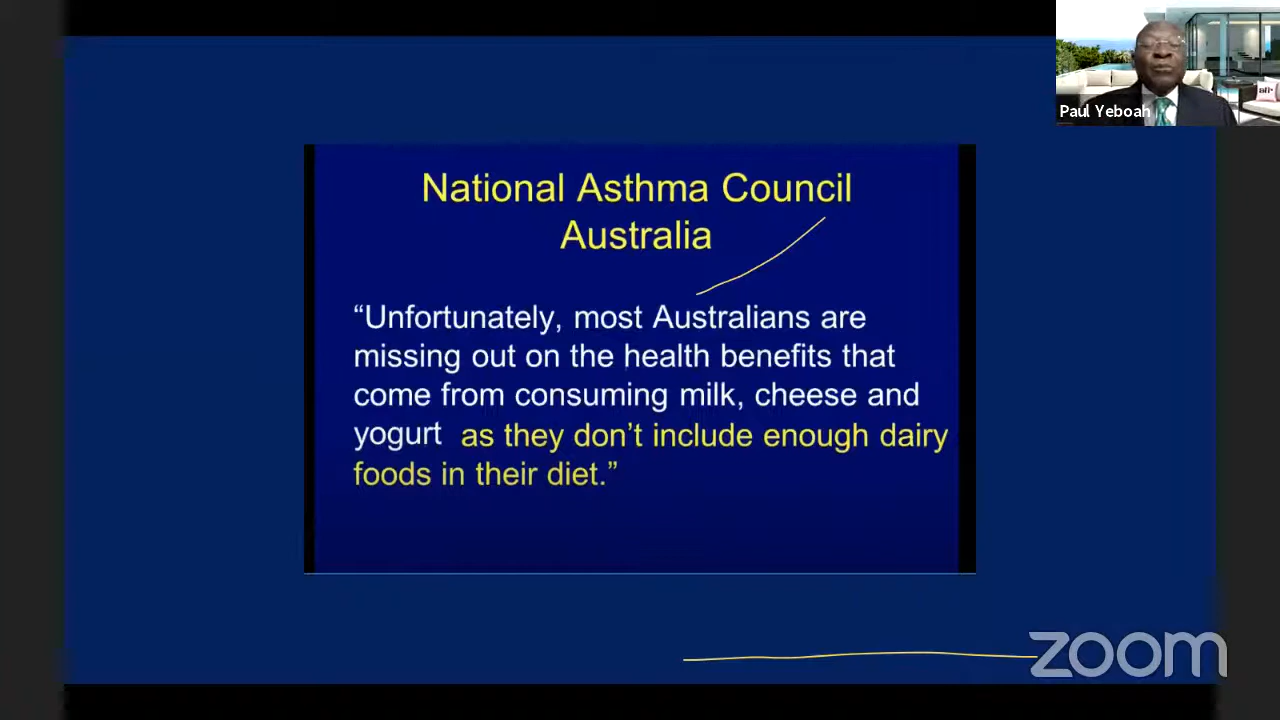 Paul Yeboah
National Asthma Council
Australia
“Unfortunately, most Australians are
missing out on the health benefits that
come from consuming milk, cheese and
yogurt as they don’t include enough dairy
foods in their diet.”
zoom